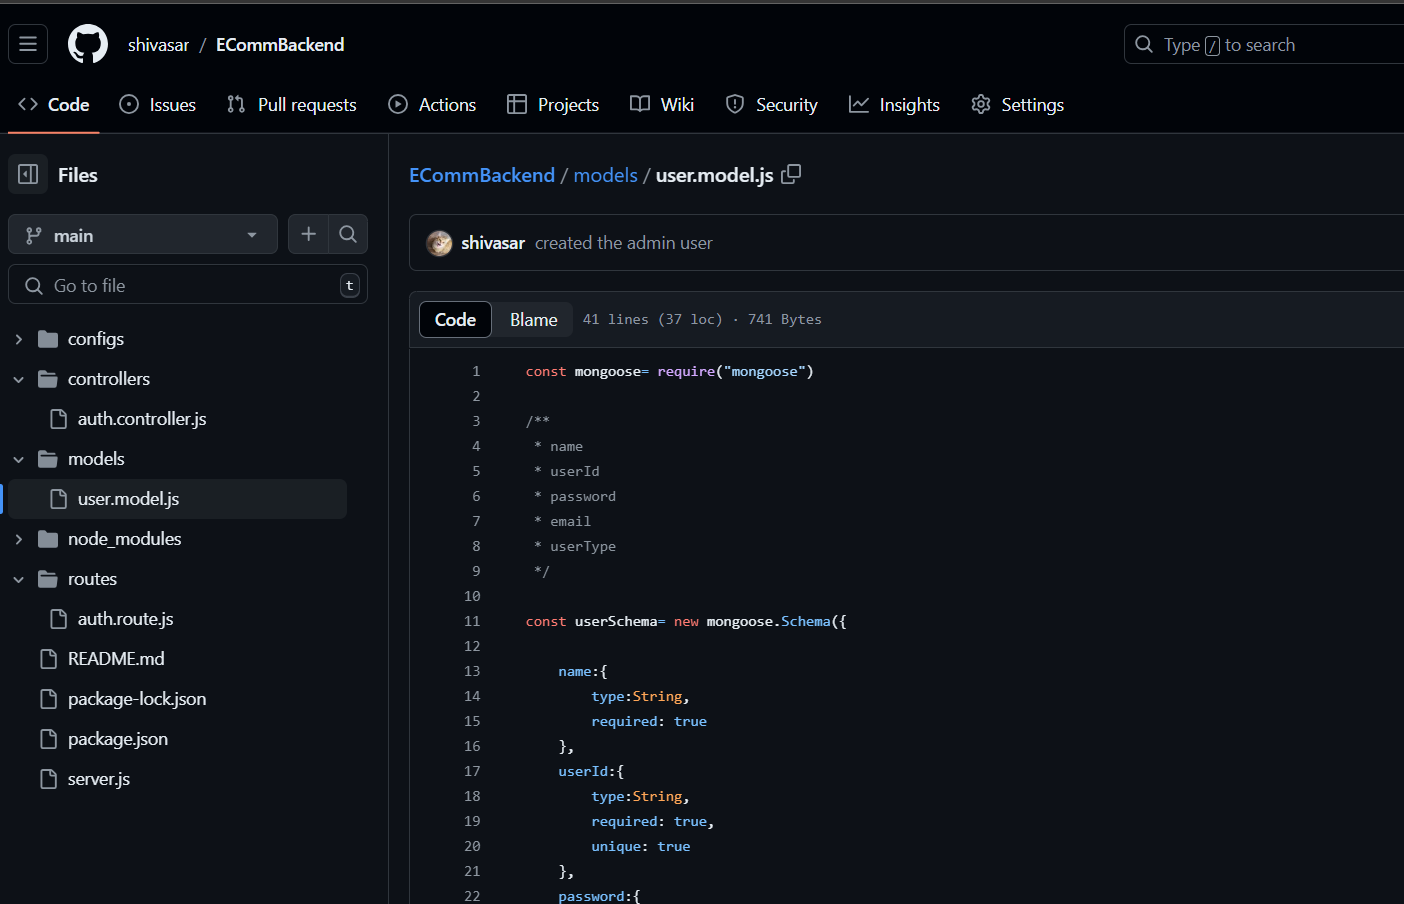 shivasar / ECommBackend
Type / to search
Code Issues Pull requests Actions Projects Wiki Security Insights Settings
Files
main
Go to file t
configs
controllers
auth.controller.js
models
user.model.js
node_modules
routes
auth.route.js
README.md
package-lock.json
package.json
server.js
ECommBackend / models / user.model.js
shivasar created the admin user
Code Blame 41 lines (37 loc) · 741 Bytes
1 const mongoose= require("mongoose")
2
3 /**
4 * name
5 * userId
6 * password
7 * email
8 * userType
9 */
10
11 const userSchema= new mongoose.Schema({
12
13 name:{
14 type:String,
15 required: true
16 },
17 userId:{
18 type:String,
19 required: true,
20 unique: true
21 },
22 password:{